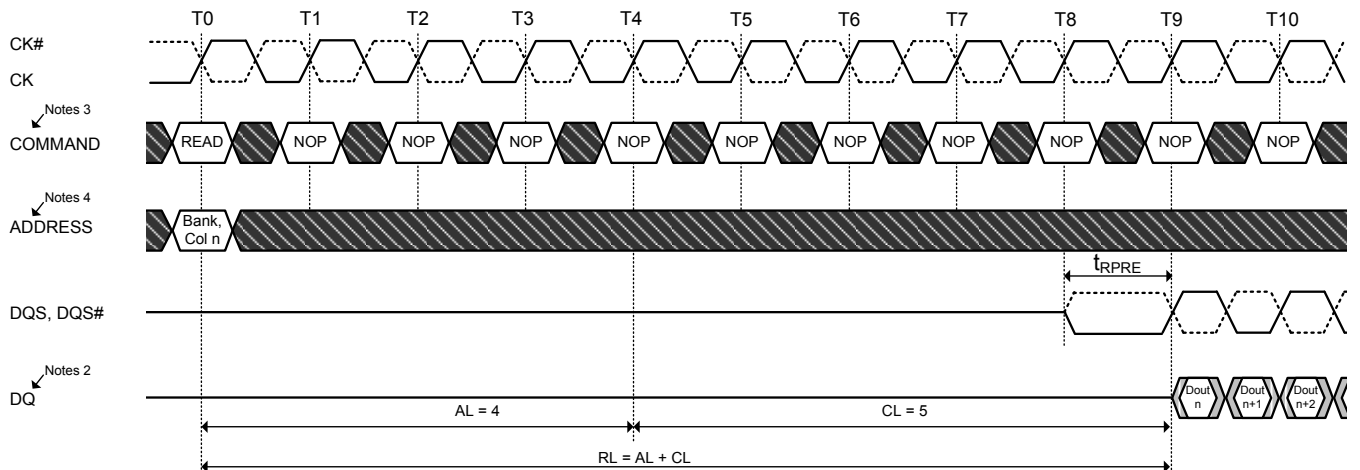 T0 T1 T2 T3 T4 T5 T6 T7 T8 T9 T10
CK#
CK
Notes 3
COMMAND READ NOP NOP NOP NOP NOP NOP NOP NOP NOP NOP
Notes 4
ADDRESS
Bank,
Col n
tRPRE
DQS, DQS#
Notes 2
DQ
Dout
n
Dout
n+1
Dout
n+2
AL = 4 CL = 5
RL = AL + CL